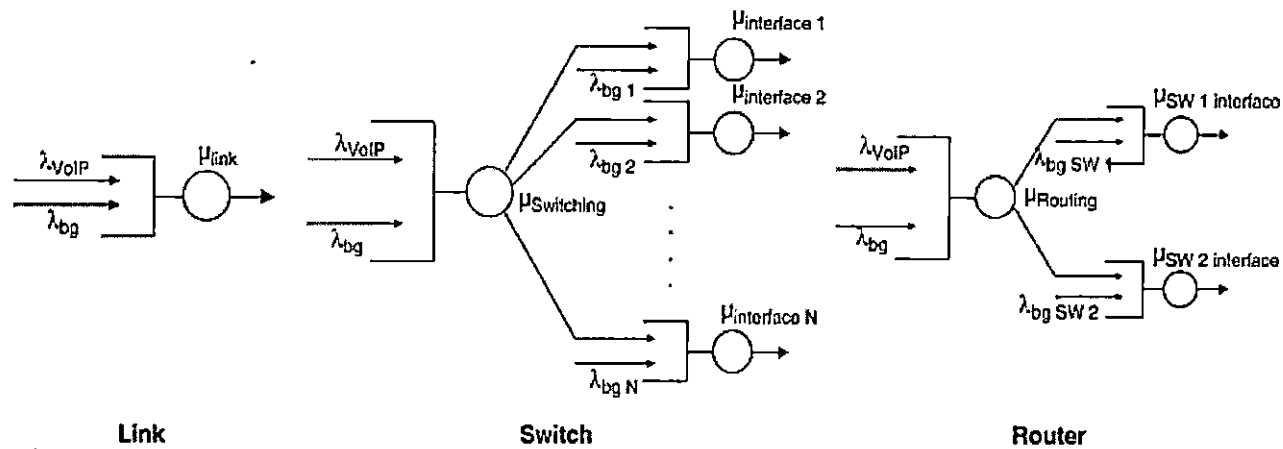 λVoIP
λbg
μlink
Link
λVoIP
λbg
μSwitching
μinterface 1
λbg 1
μinterface 2
λbg 2
μinterface N
λbg N
Switch
λVoIP
λbg
μRouting
μSW 1 interface
λbg SW 1
μSW 2 interface
λbg SW 2
Router